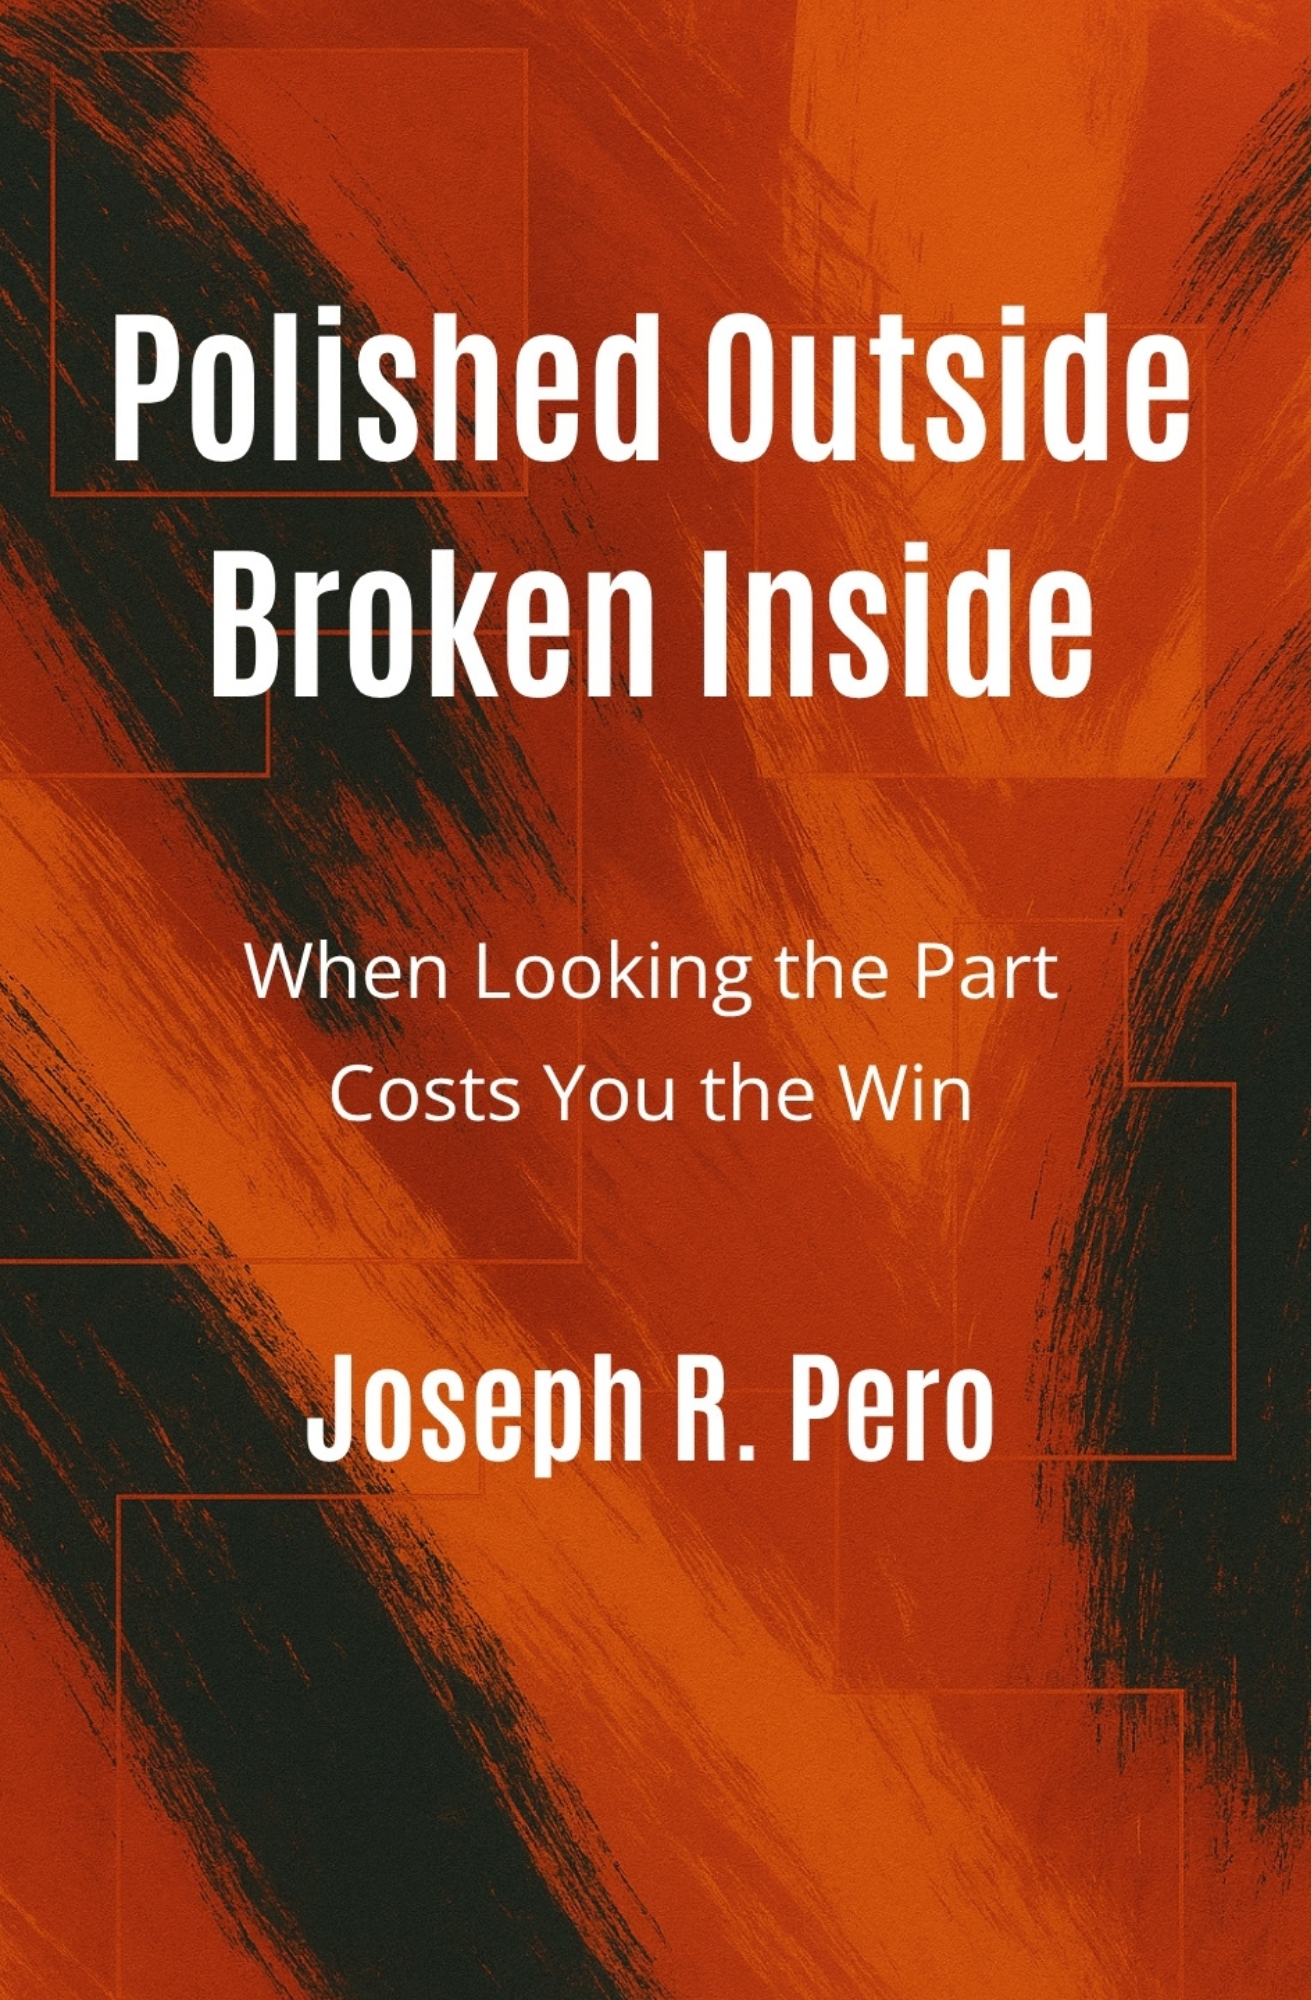 Polished Outside
Broken Inside
When Looking the Part
Costs You the Win
Joseph R. Pero